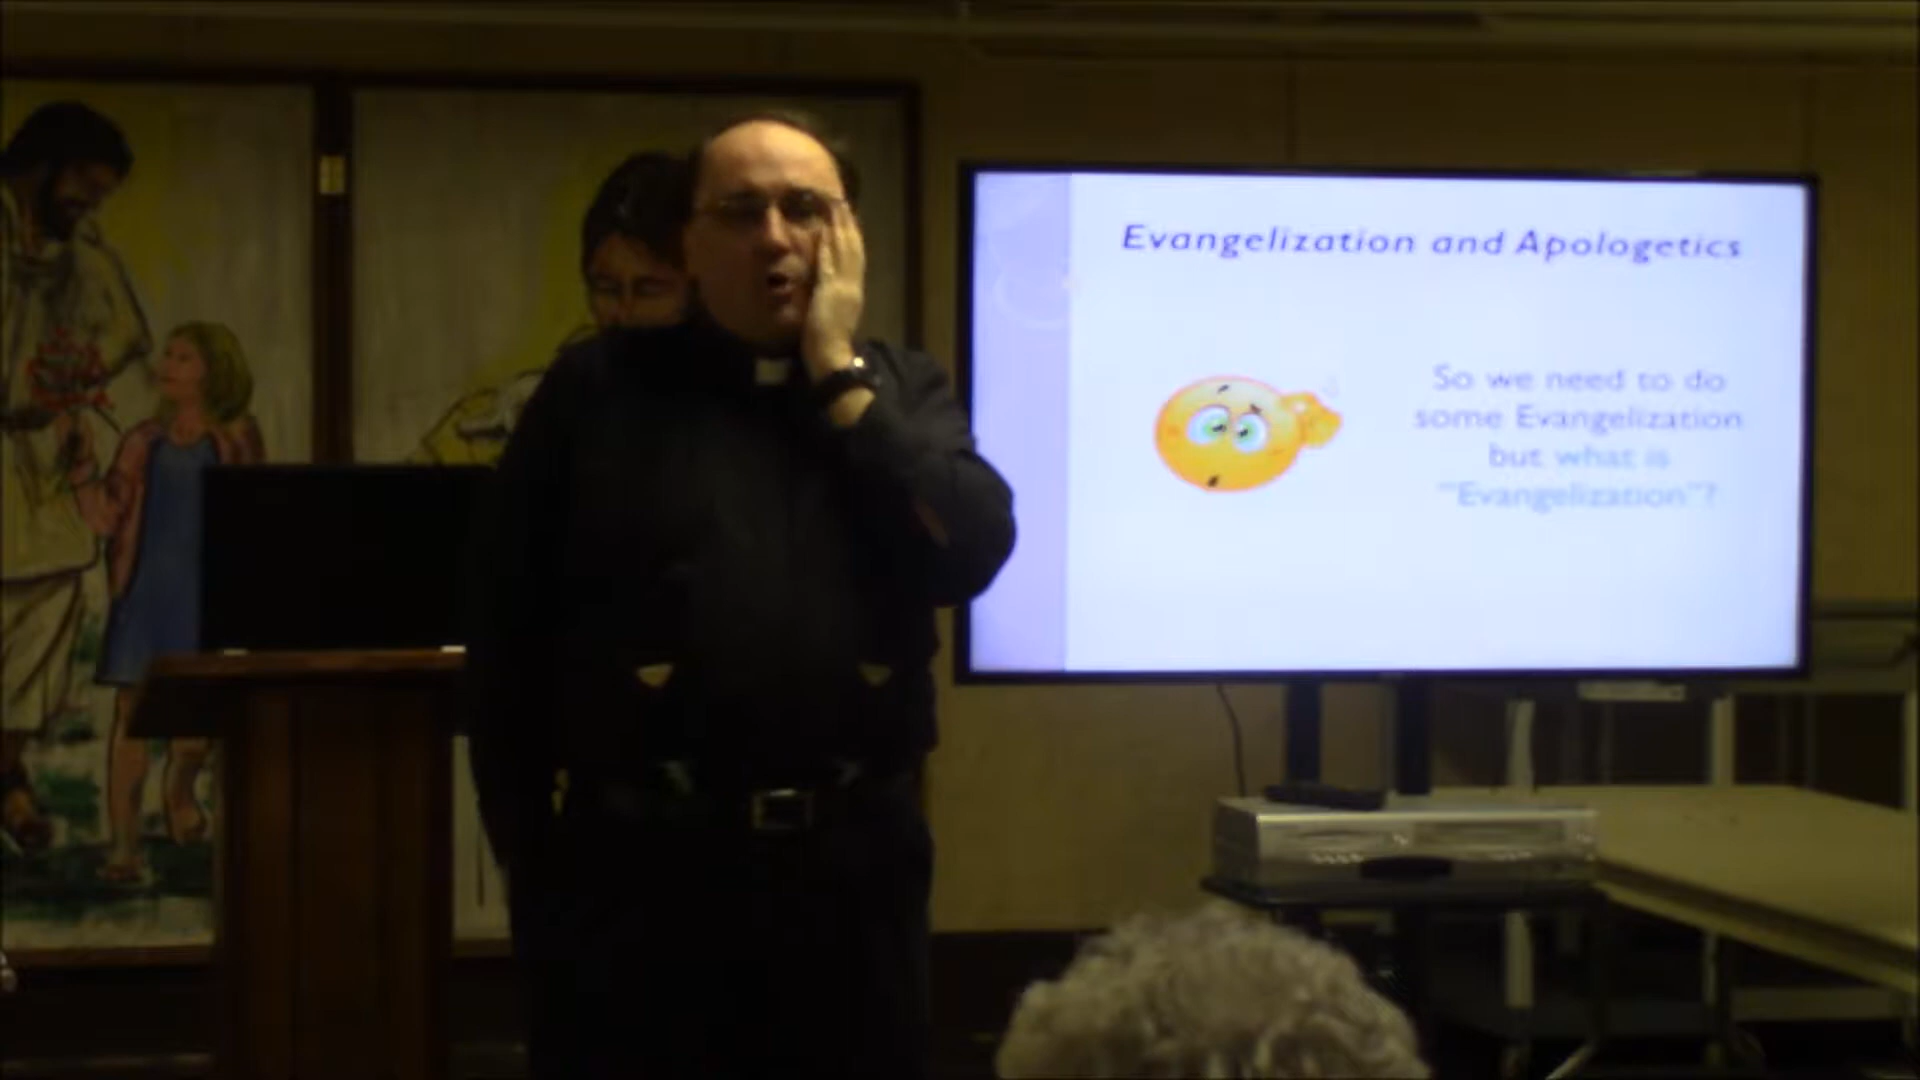 Evangelization and Apologetics
So we need to do
some Evangelization
but what is
"Evangelization"?